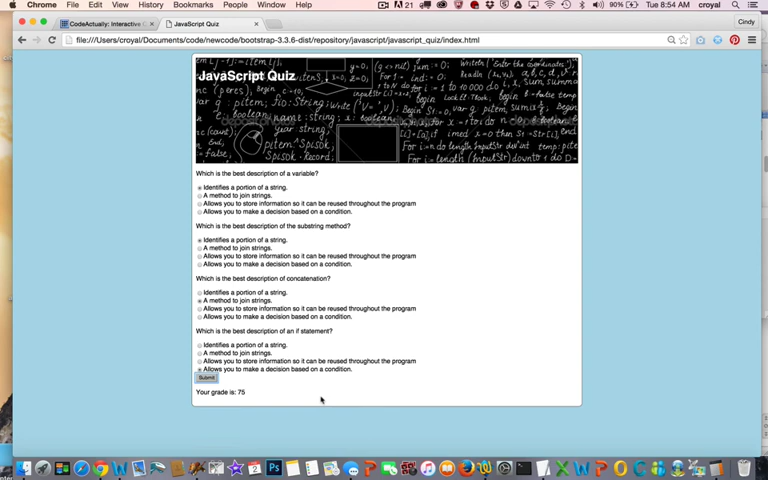 Chrome File Edit View History Bookmarks People Window Help
21
90%
Tue 8:54 AM croyal
CodeActually: Interactive
JavaScript Quiz
Cindy
file:///Users/croyal/Documents/code/newcode/bootstrap-3.3.6-dist/repository/javascript/javascript_quiz/index.html
JavaScript Quiz
Which is the best description of a variable?
Identifies a portion of a string.
A method to join strings.
Allows you to store information so it can be reused throughout the program
Allows you to make a decision based on a condition.
Which is the best description of the substring method?
Identifies a portion of a string.
A method to join strings.
Allows you to store information so it can be reused throughout the program
Allows you to make a decision based on a condition.
Which is the best description of concatenation?
Identifies a portion of a string.
A method to join strings.
Allows you to store information so it can be reused throughout the program
Allows you to make a decision based on a condition.
Which is the best description of an if statement?
Identifies a portion of a string.
A method to join strings.
Allows you to store information so it can be reused throughout the program
Allows you to make a decision based on a condition.
Submit
Your grade is: 75